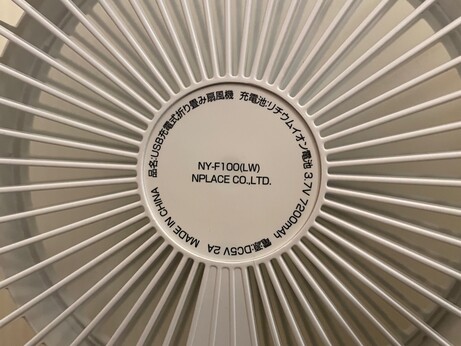 品名:USB充電式折り畳み扇風機 充電池:リチウムイオン電池 3.7V 7200mAh 電源:DC5V 2A MADE IN CHINA
NY-F100(LW)
NPLACE CO.,LTD.